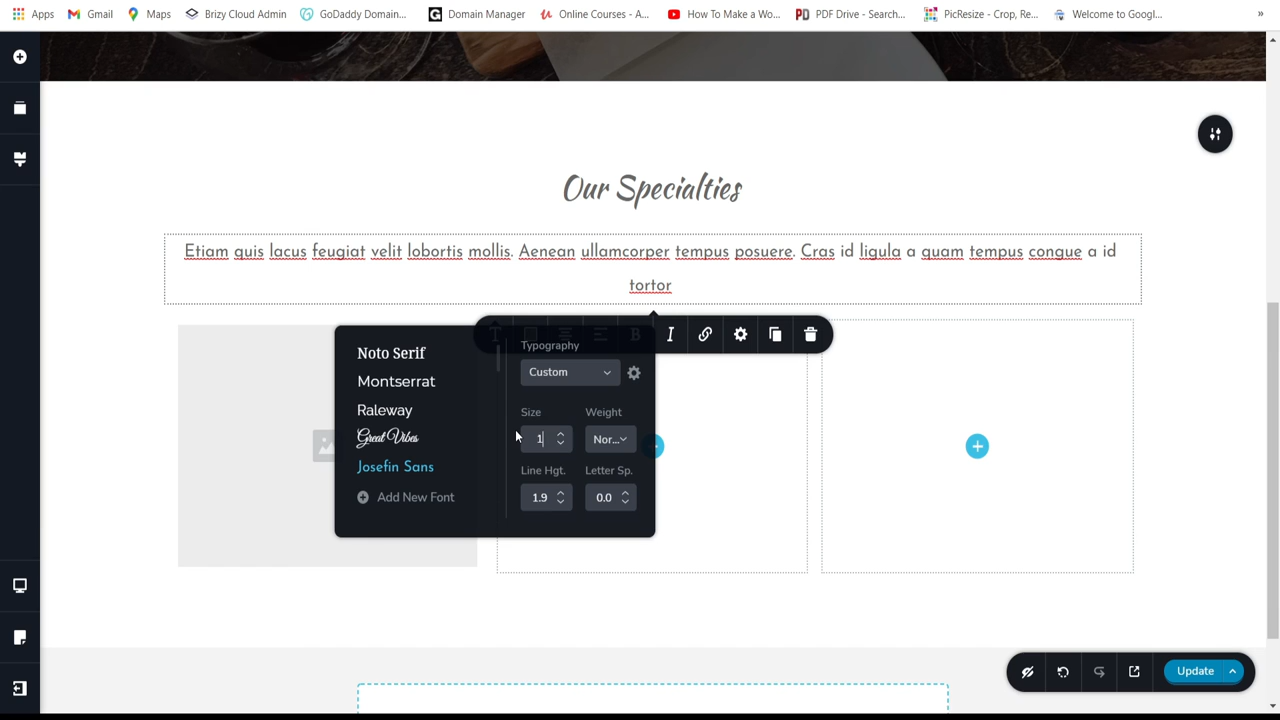 Apps Gmail Maps Brizy Cloud Admin GoDaddy Domain... Domain Manager Online Courses - A... How To Make a Wo... PDF Drive - Search... PicResize - Crop, Re... Welcome to Googl... »
Our Specialties
Etiam quis lacus feugiat velit lobortis mollis. Aenean ullamcorper tempus posuere. Cras id ligula a quam tempus congue a id
tortor
Noto Serif
Montserrat
Raleway
Great Vibes
Josefin Sans
Add New Font
Typography
Custom
Size Weight
1 Nor...
Line Hgt. Letter Sp.
1.9 0.0
Update